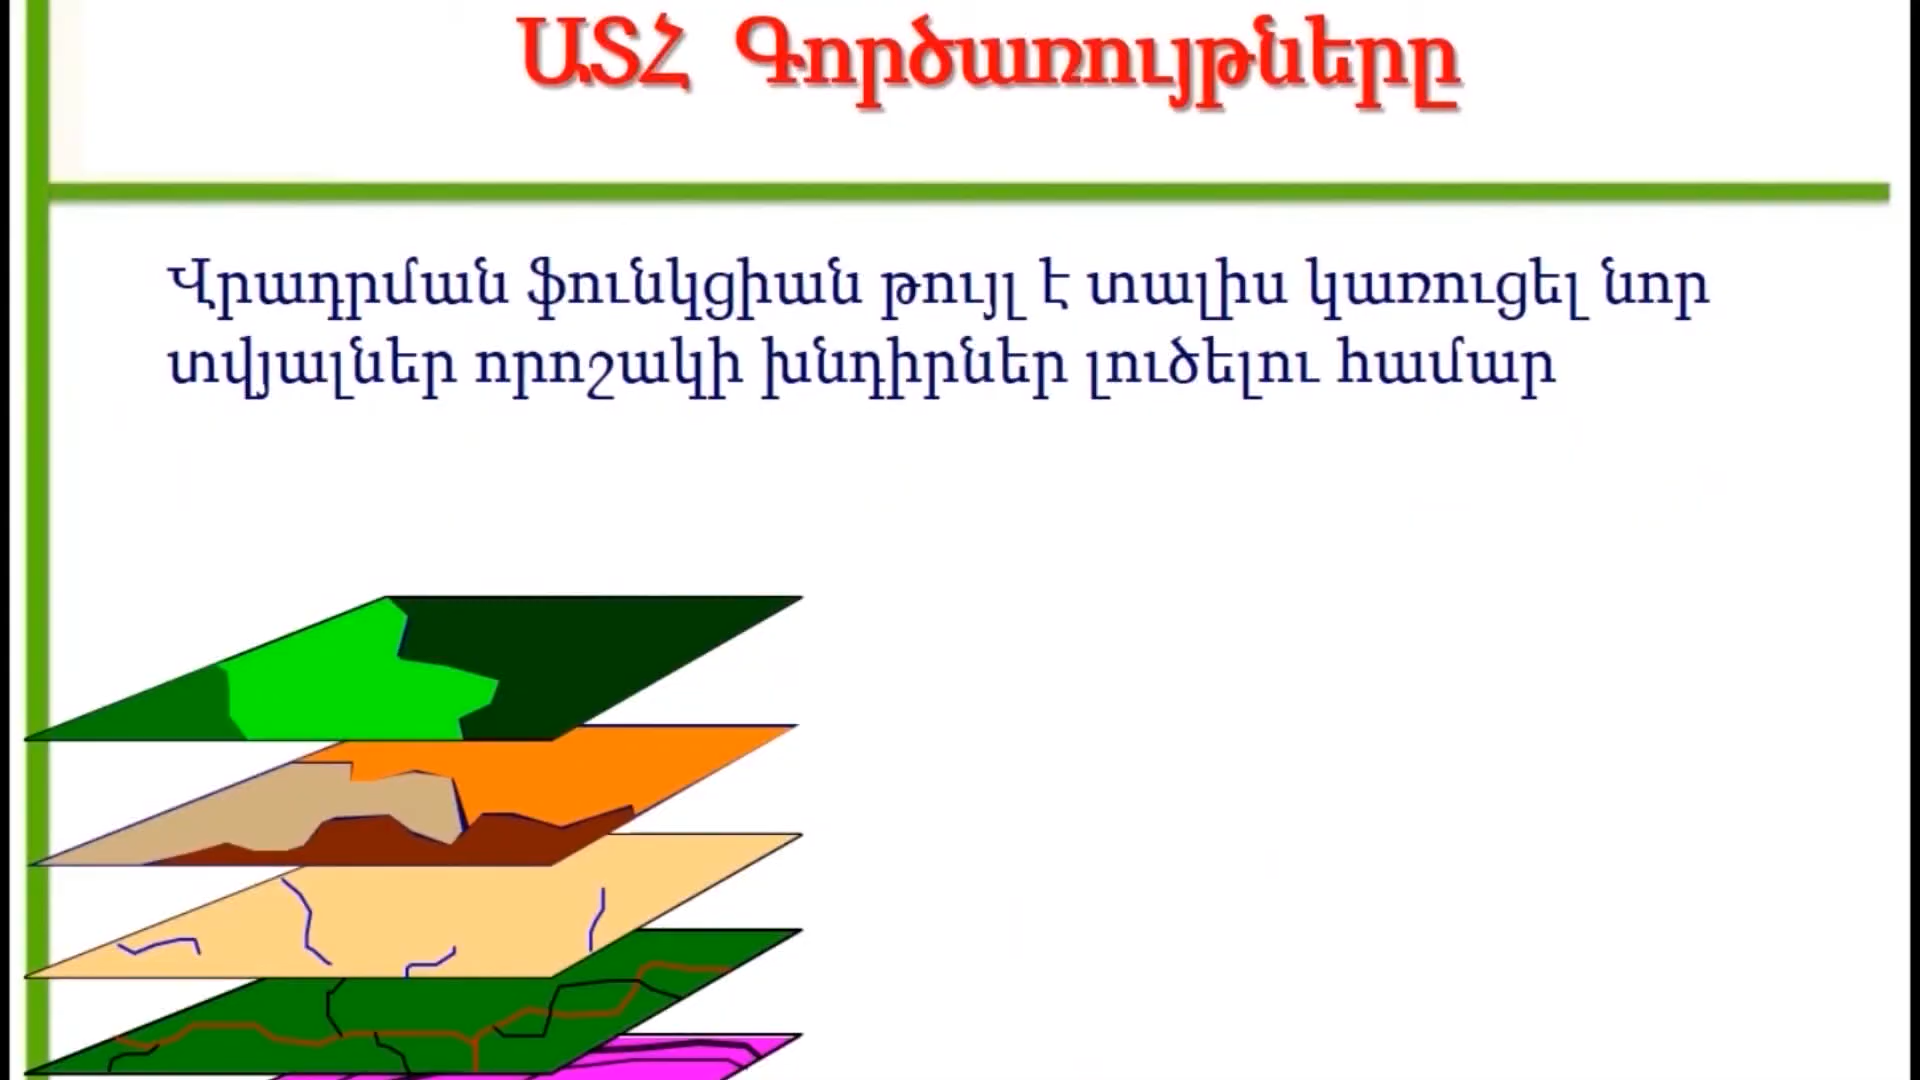 ԱՏՀ Գործառույթները
Վրադրման ֆունկցիան թույլ է տալիս կառուցել նոր
տվյալներ որոշակի խնդիրներ լուծելու համար